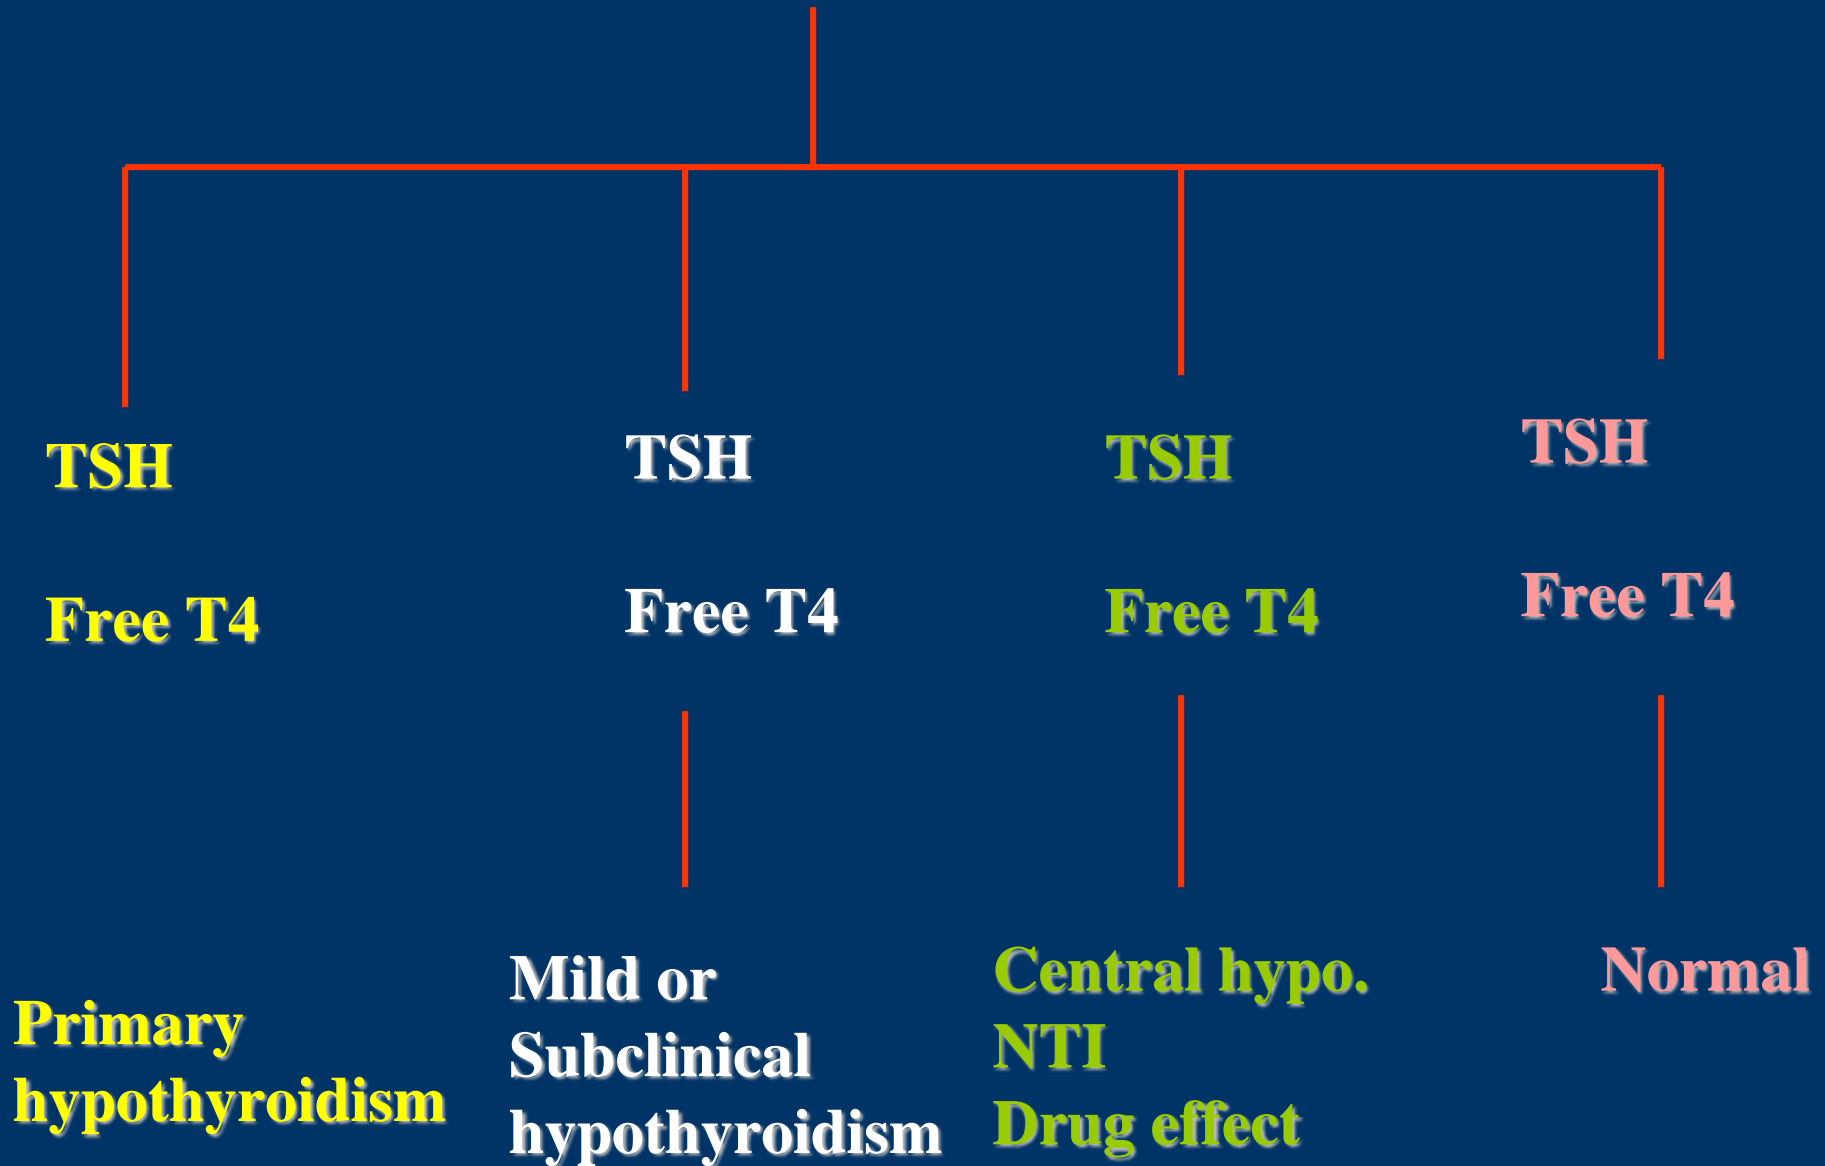 TSH
Free T4
Primary
hypothyroidism
TSH
Free T4
Mild or
Subclinical
hypothyroidism
TSH
Free T4
Central hypo.
NTI
Drug effect
TSH
Free T4
Normal